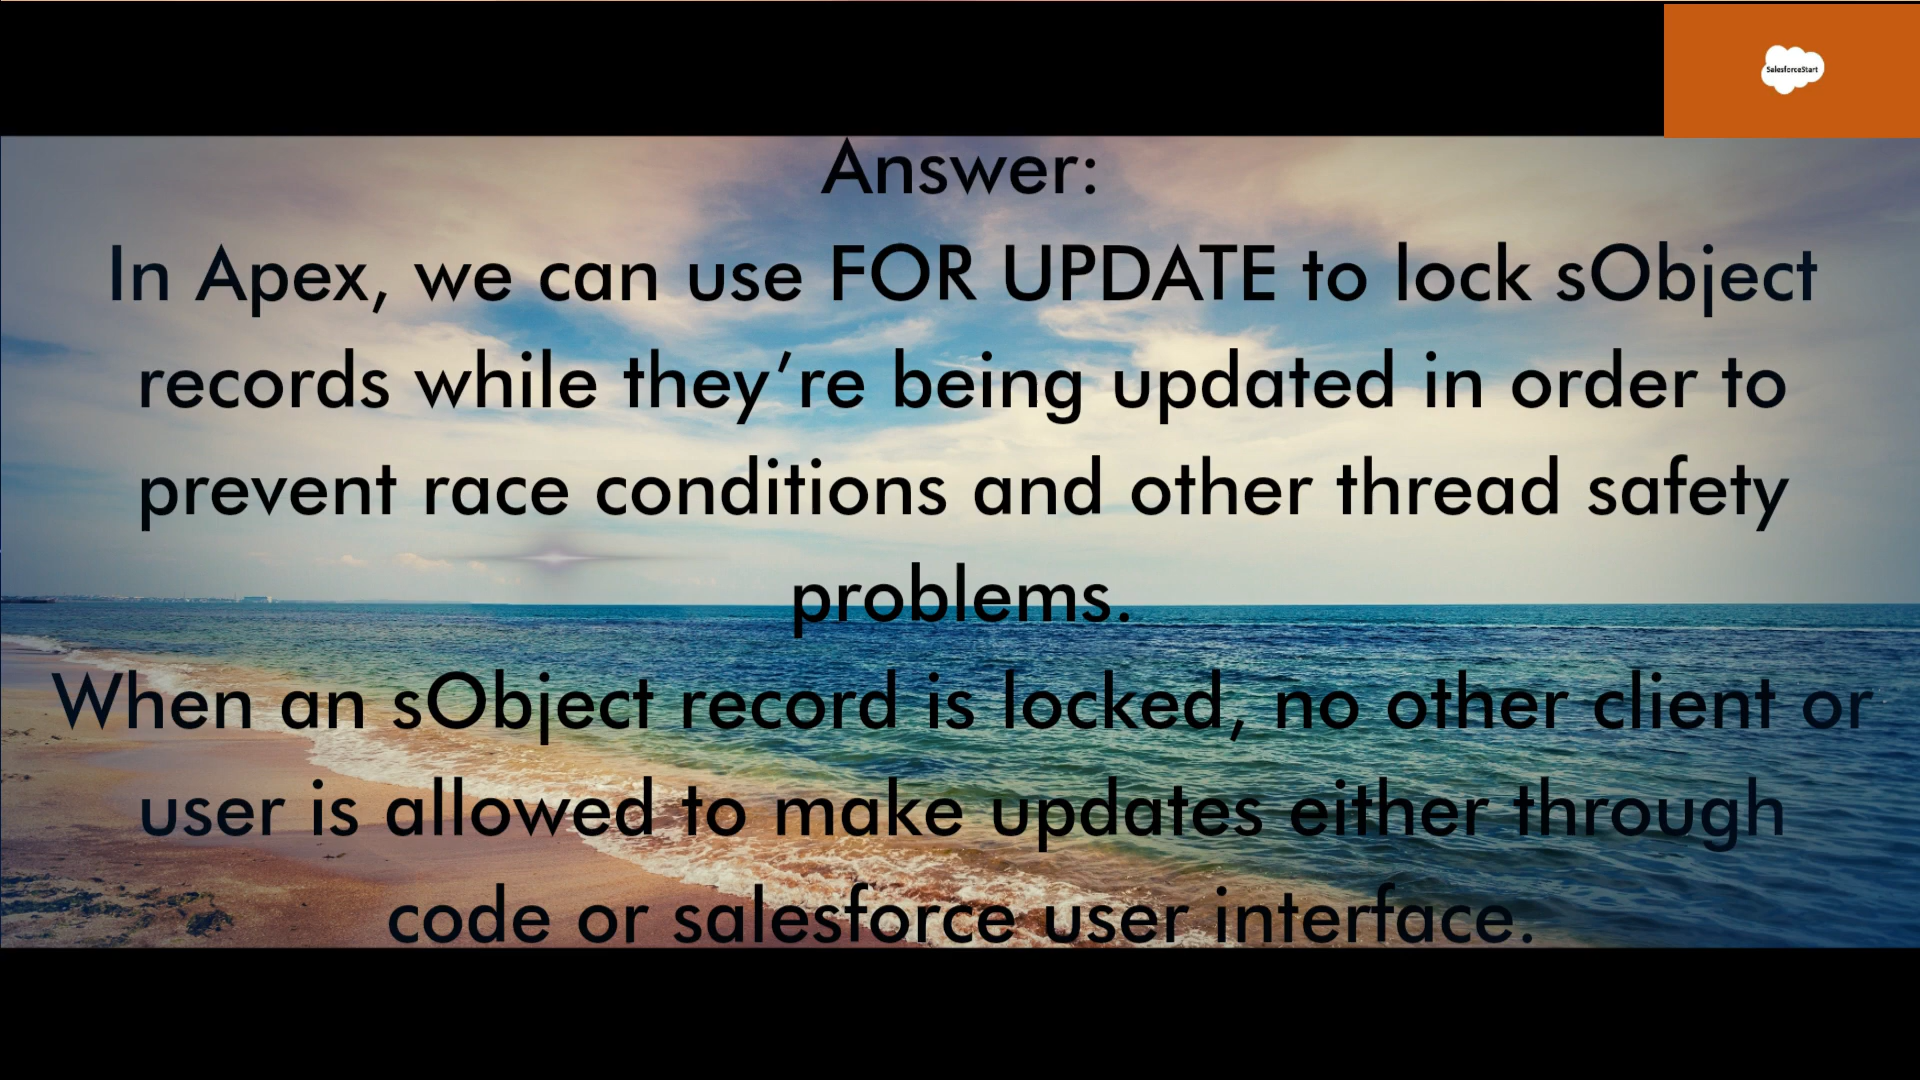 SalesforceStart
Answer:
In Apex, we can use FOR UPDATE to lock sObject
records while they’re being updated in order to
prevent race conditions and other thread safety
problems.
When an sObject record is locked, no other client or
user is allowed to make updates either through
code or salesforce user interface.